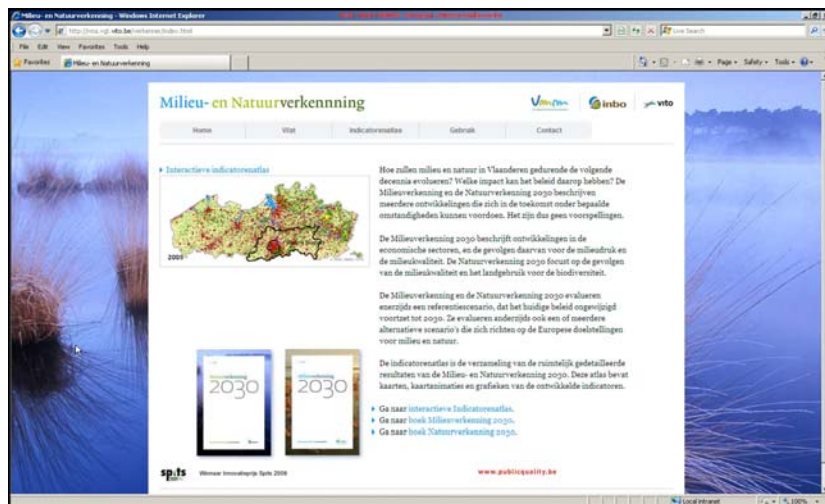 Milieu- en Natuurverkenning - Windows Internet Explorer
Live Search
File Edit View Favorites Tools Help
Favorites Milieu- en Natuurverkenning
Page Safety Tools
Milieu- en Natuurverkennning
inbo vito
Home Wat Indicatorenatlas Gebruik Contact
Interactieve indicatorenatlas
2005
Hoe zullen milieu en natuur in Vlaanderen gedurende de volgende
decennia evolueren? Welke impact kan het beleid daarop hebben? De
Milieuverkenning en de Natuurverkenning 2030 beschrijven
meerdere ontwikkelingen die zich in de toekomst onder bepaalde
omstandigheden kunnen voordoen. Het zijn dus geen voorspellingen.
De Milieuverkenning 2030 beschrijft ontwikkelingen in de
economische sectoren, en de gevolgen daarvan voor de milieudruk en
de milieukwaliteit. De Natuurverkenning 2030 focust op de gevolgen
van de milieukwaliteit en het landgebruik voor de biodiversiteit.
De Milieuverkenning en de Natuurverkenning 2030 evalueren
enerzijds een referentiescenario, dat het huidige beleid ongewijzigd
voortzet tot 2030. Ze evalueren anderzijds ook een of meerdere
alternatieve scenario's die zich richten op de Europese doelstellingen
voor milieu en natuur.
De indicatorenatlas is de verzameling van de ruimtelijk gedetailleerde
resultaten van de Milieu- en Natuurverkenning 2030. Deze atlas bevat
kaarten, kaartanimaties en grafieken van de ontwikkelde indicatoren.
2030 2030
Ga naar interactieve Indicatorenatlas.
Ga naar boek Milieuverkenning 2030.
Ga naar boek Natuurverkenning 2030.
spits Winnaar Innovatieprijs Spits 2008 www.publicquality.be
Local intranet 100%